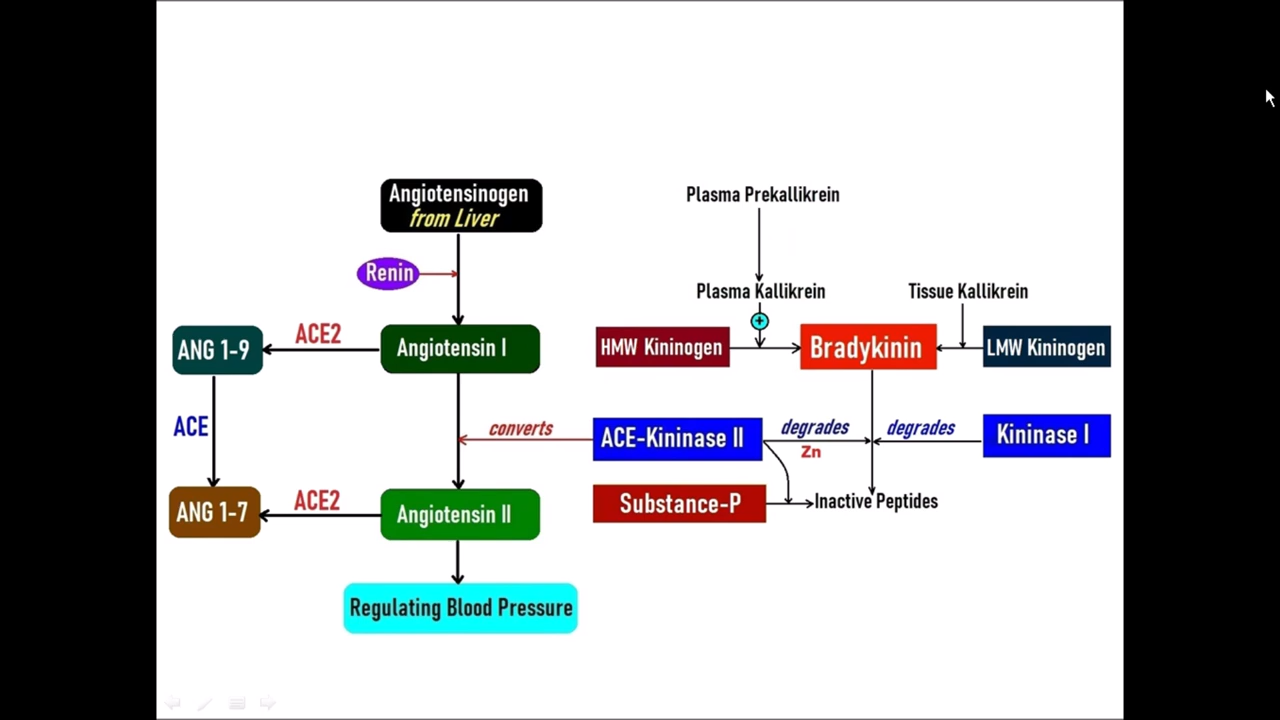 Angiotensinogen
from Liver
Renin
ANG 1-9
ACE2
Angiotensin I
ACE
converts
ANG 1-7
ACE2
Angiotensin II
Regulating Blood Pressure
Plasma Prekallikrein
Plasma Kallikrein
Tissue Kallikrein
+
HMW Kininogen
Bradykinin
LMW Kininogen
ACE-Kininase II
degrades
Zn
degrades
Kininase I
Substance-P
Inactive Peptides